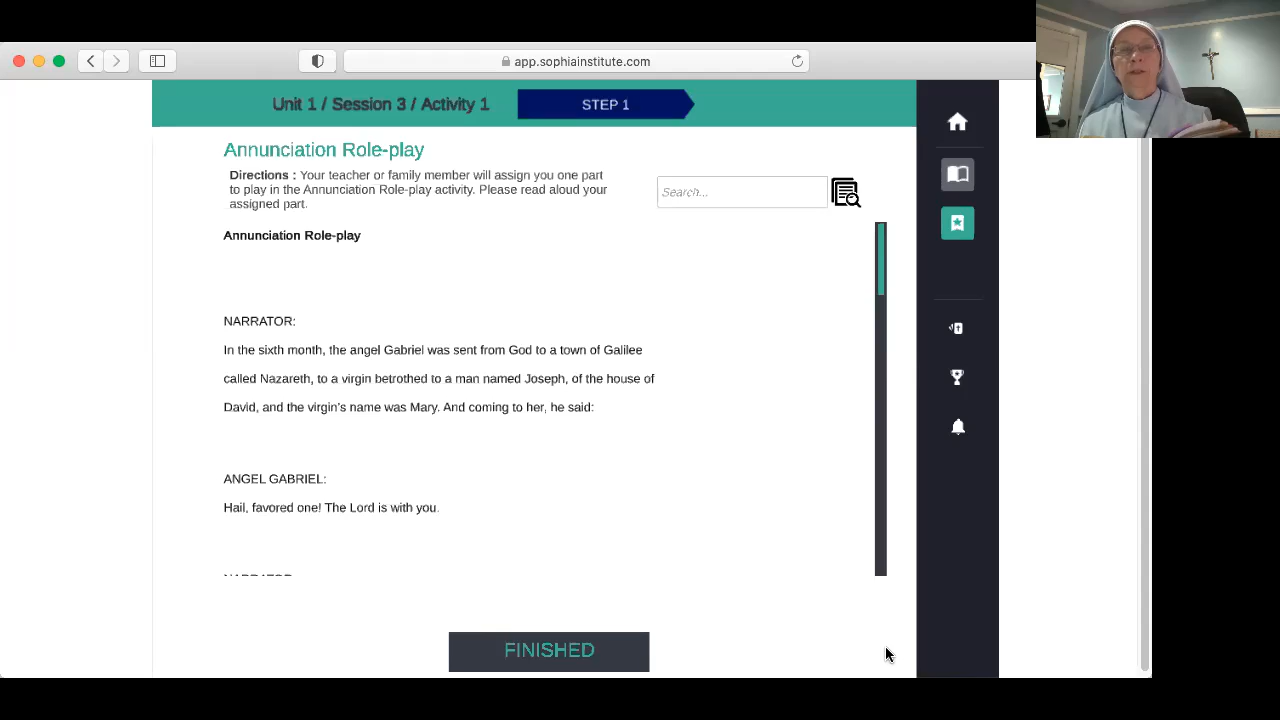 app.sophiainstitute.com
Unit 1 / Session 3 / Activity 1
STEP 1
Annunciation Role-play
Directions : Your teacher or family member will assign you one part
to play in the Annunciation Role-play activity. Please read aloud your
assigned part.
Search...
Annunciation Role-play
NARRATOR:
In the sixth month, the angel Gabriel was sent from God to a town of Galilee
called Nazareth, to a virgin betrothed to a man named Joseph, of the house of
David, and the virgin's name was Mary. And coming to her, he said:
ANGEL GABRIEL:
Hail, favored one! The Lord is with you.
FINISHED